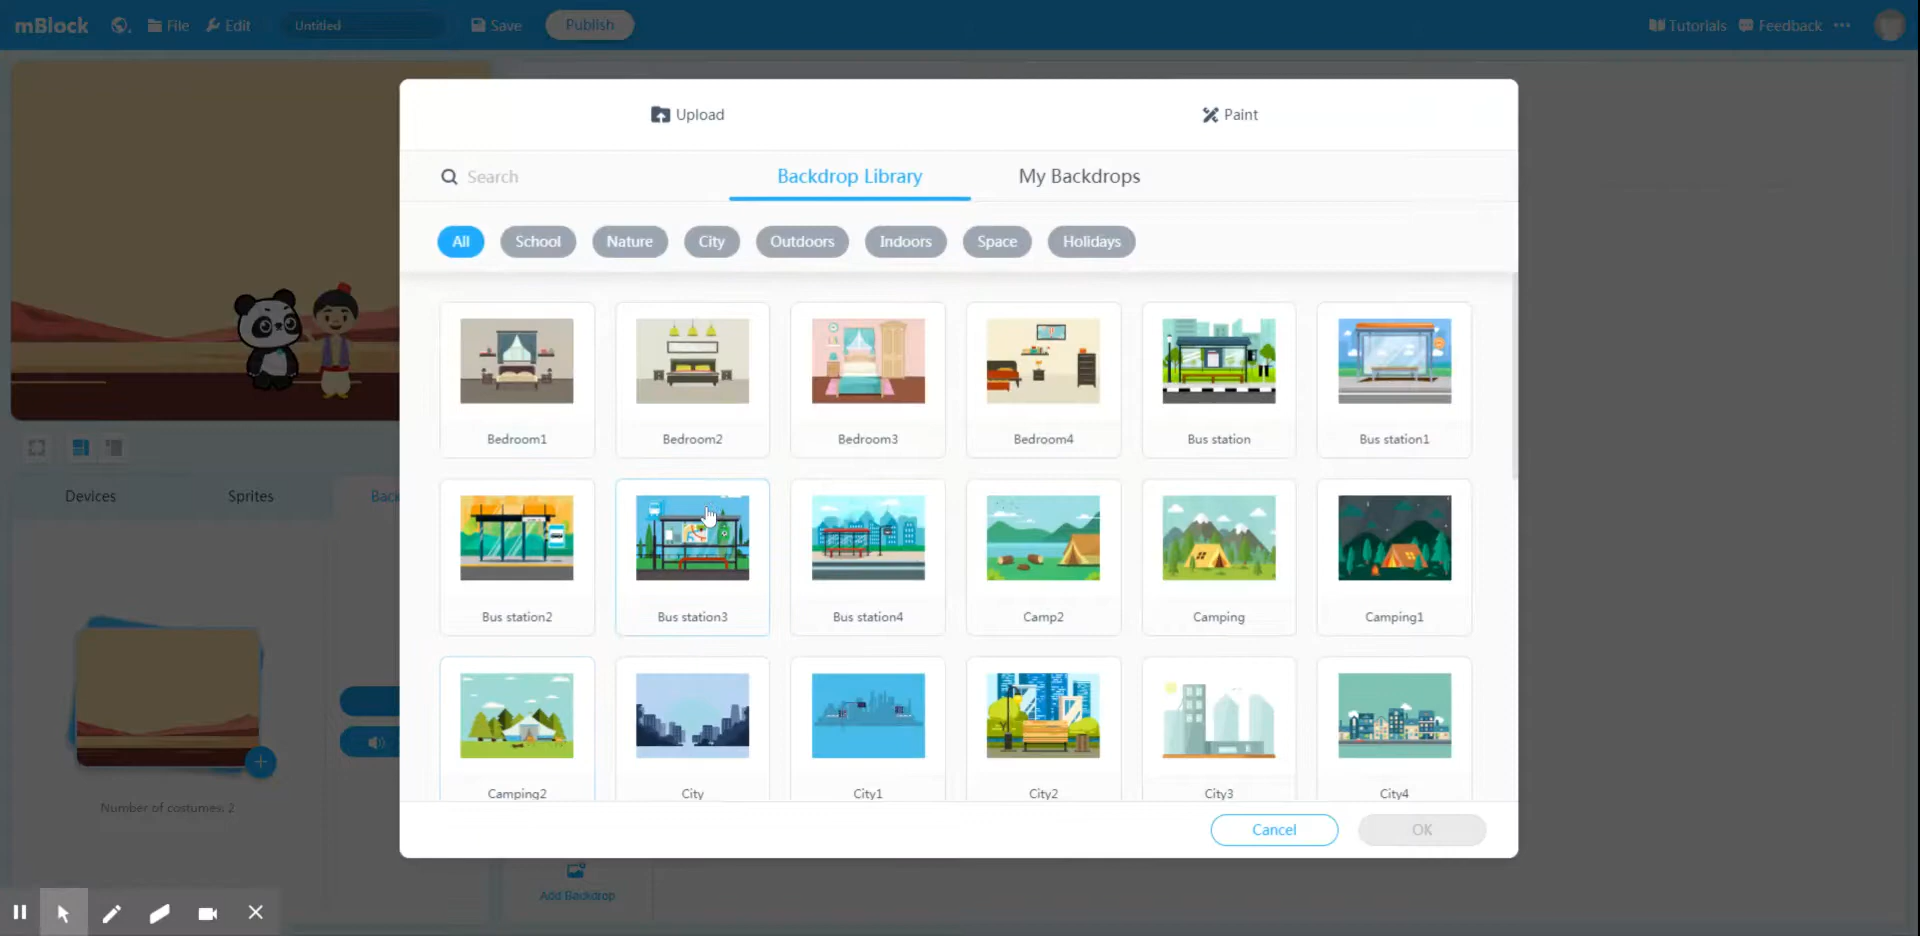 mBlock File Edit Untitled Save Publish Tutorials Feedback
Upload Paint
Search Backdrop Library My Backdrops
All School Nature City Outdoors Indoors Space Holidays
Bedroom1 Bedroom2 Bedroom3 Bedroom4 Bus station Bus station1
Devices Sprites Back
Bus station2 Bus station3 Bus station4 Camp2 Camping Camping1
Camping2 City City1 City2 City3 City4
Number of costumes: 2
Cancel OK
Add Backdrop